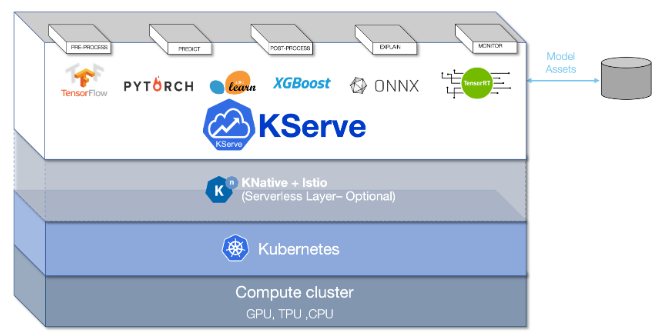 PRE-PROCESS
PREDICT
POST-PROCESS
EXPLAIN
MONITOR
Model
Assets
TensorFlow
PYTORCH
learn
XGBoost
ONNX
TensorRT
KServe
KServe
K
n
KNative + Istio
(Serverless Layer– Optional)
Kubernetes
Compute cluster
GPU, TPU ,CPU